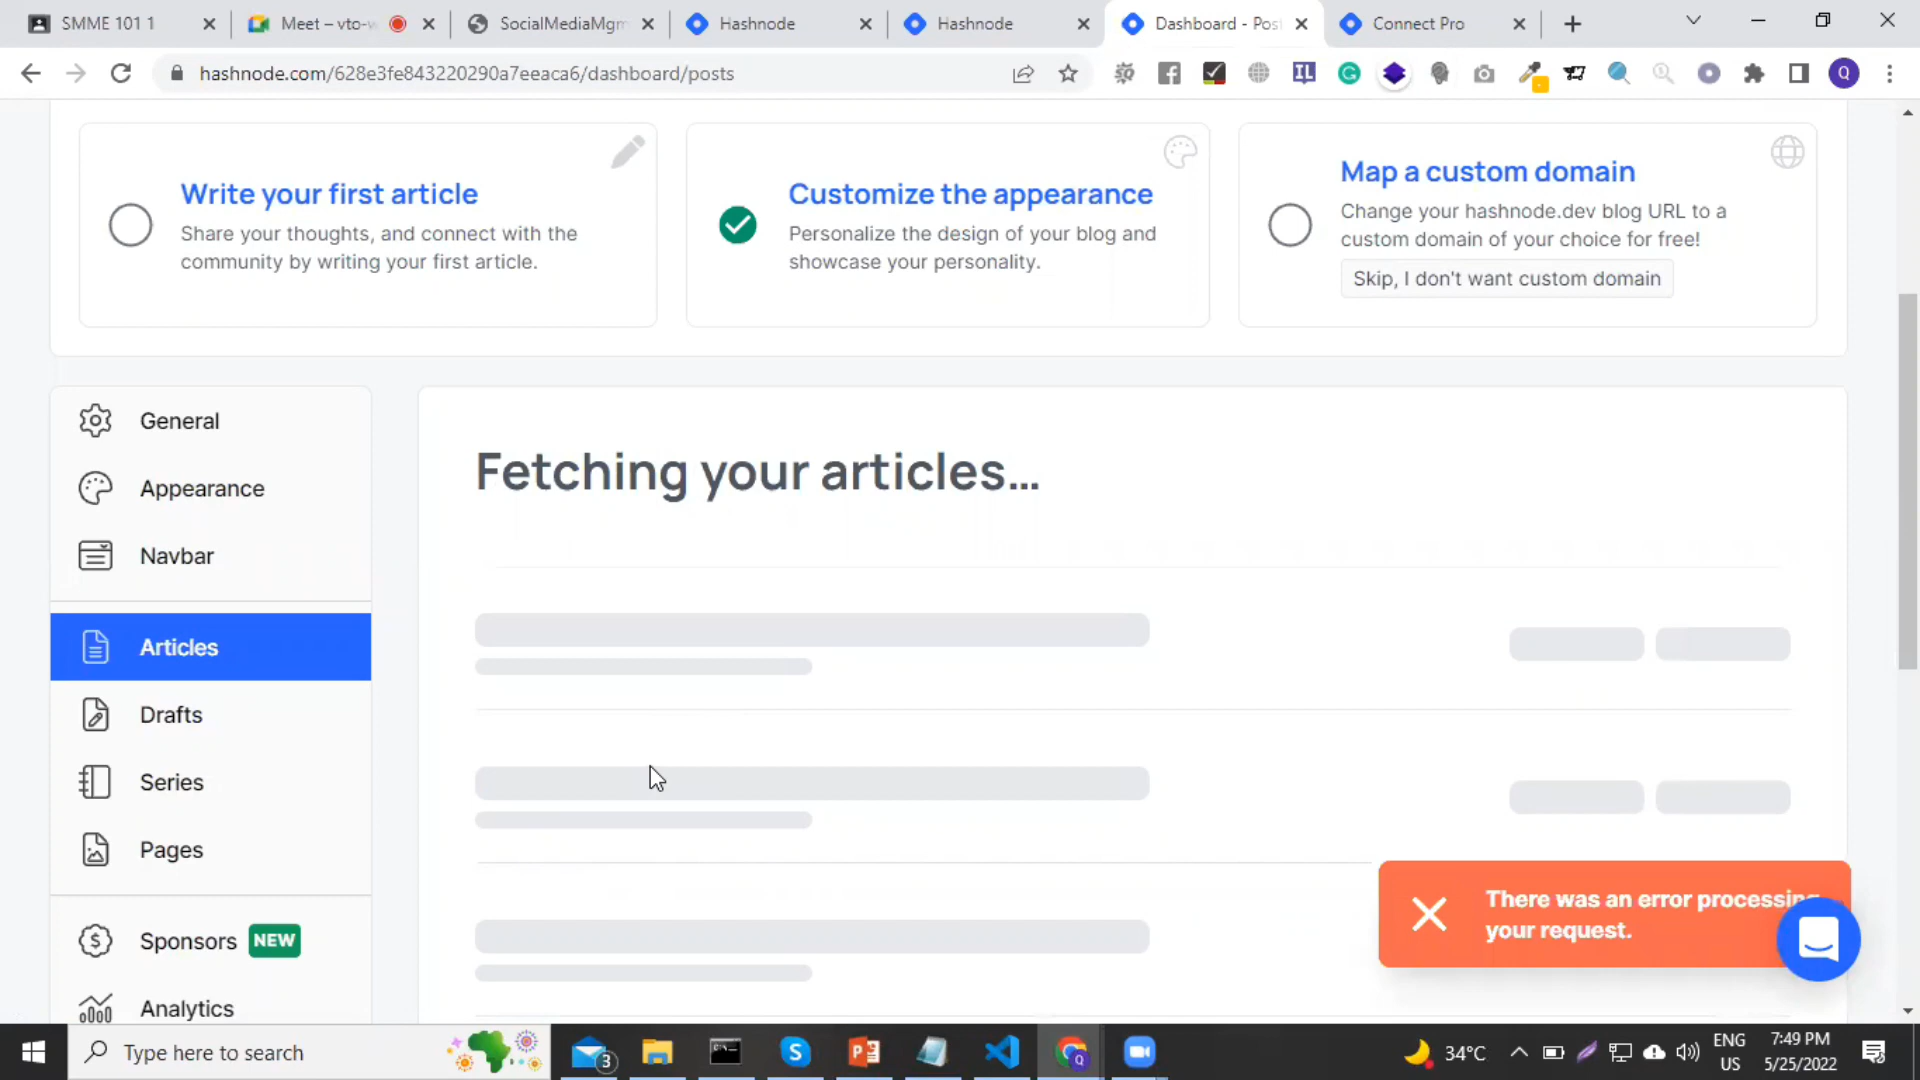 SMME 101 1
Meet – vto-w
SocialMediaMgm
Hashnode
Hashnode
Dashboard - Post
Connect Pro
hashnode.com/628e3fe843220290a7eeaca6/dashboard/posts
IL
Q
Write your first article
Share your thoughts, and connect with the
community by writing your first article.
Customize the appearance
Personalize the design of your blog and
showcase your personality.
Map a custom domain
Change your hashnode.dev blog URL to a
custom domain of your choice for free!
Skip, I don't want custom domain
General
Appearance
Navbar
Articles
Drafts
Series
Pages
Sponsors NEW
Analytics
Fetching your articles...
There was an error processing
your request.
Type here to search
3
34°C
ENG
US
7:49 PM
5/25/2022